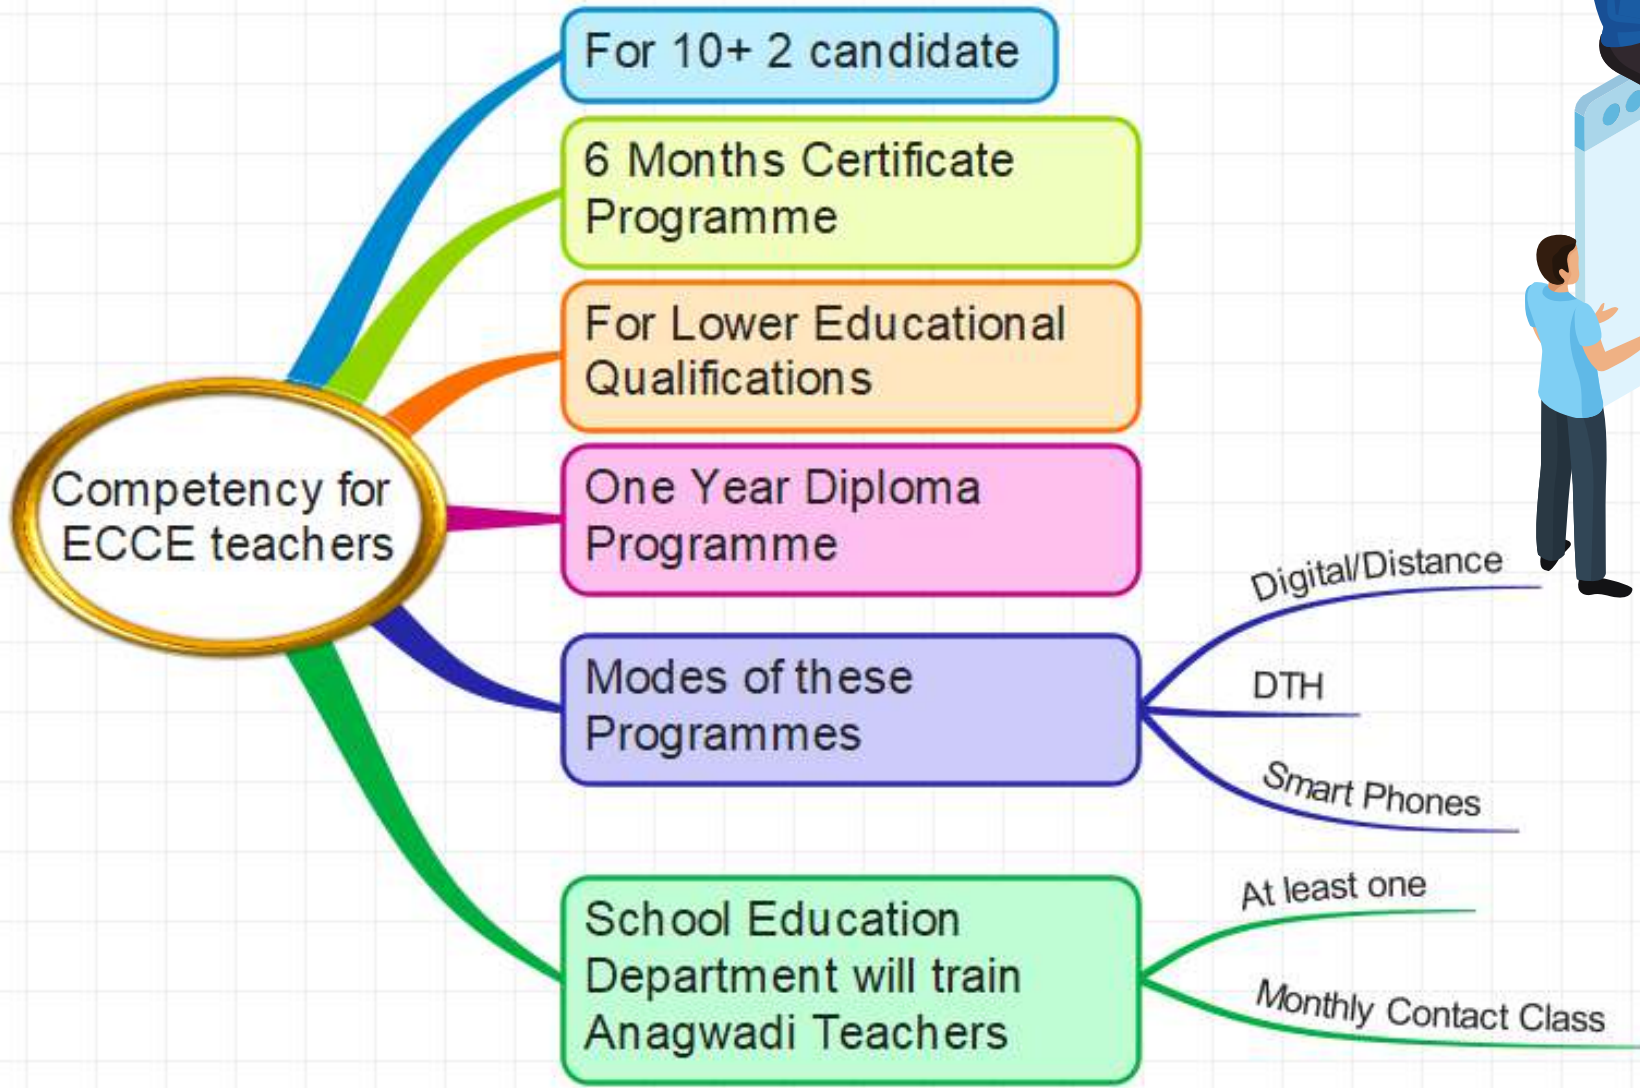 Competency for
ECCE teachers
For 10+ 2 candidate
6 Months Certificate
Programme
For Lower Educational
Qualifications
One Year Diploma
Programme
Modes of these
Programmes
Digital/Distance
DTH
Smart Phones
School Education
Department will train
Anagwadi Teachers
At least one
Monthly Contact Class